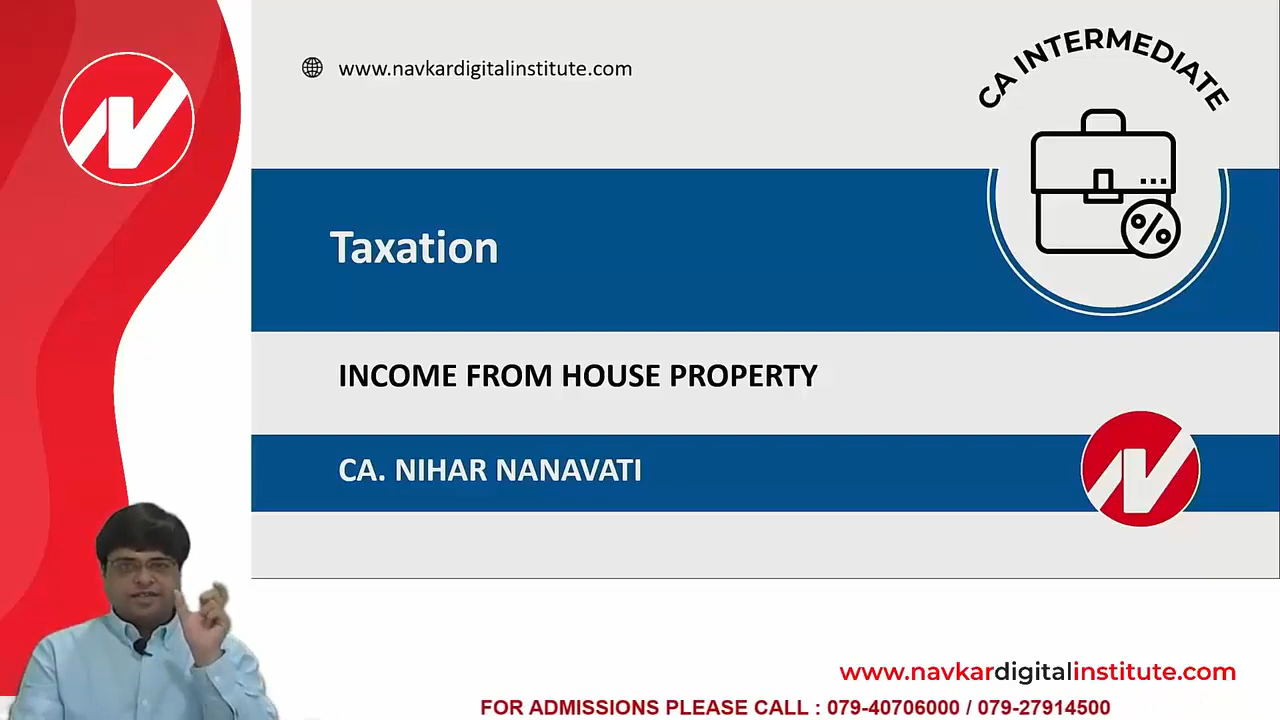 www.navkardigitalinstitute.com
CA INTERMEDIATE
Taxation
INCOME FROM HOUSE PROPERTY
CA. NIHAR NANAVATI
www.navkardigitalinstitute.com
FOR ADMISSIONS PLEASE CALL : 079-40706000 / 079-27914500